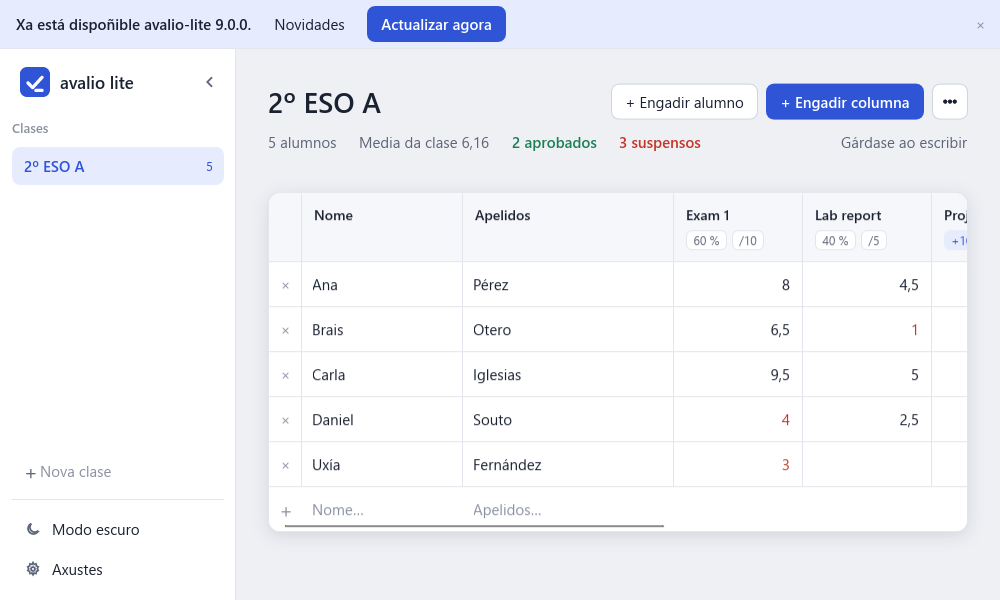 Xa está dispoñible avalio-lite 9.0.0. Novidades Actualizar agora ×
avalio lite
Clases
2º ESO A 5
+ Nova clase
Modo escuro
Axustes
2º ESO A
+ Engadir alumno + Engadir columna •••
5 alumnos Media da clase 6,16 2 aprobados 3 suspensos Gárdase ao escribir
Nome Apelidos Exam 1 Lab report
60 % /10 40 % /5
× Ana Pérez 8 4,5
× Brais Otero 6,5 1
× Carla Iglesias 9,5 5
× Daniel Souto 4 2,5
× Uxía Fernández 3
+ Nome... Apelidos...